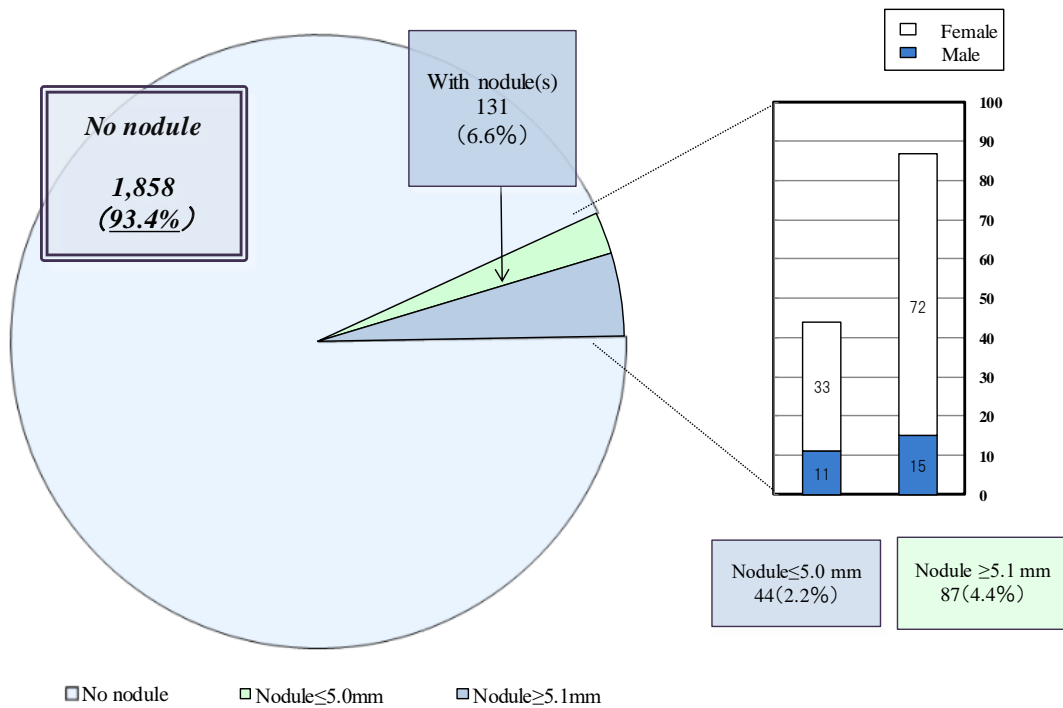 Female
Male
With nodule(s)
131
(6.6%)
No nodule
1,858
(93.4%)
100
90
80
70
60
50
40
30
20
10
0
72
33
15
11
Nodule≤5.0 mm
44(2.2%)
Nodule ≥5.1 mm
87(4.4%)
No nodule
Nodule≤5.0mm
Nodule≥5.1mm